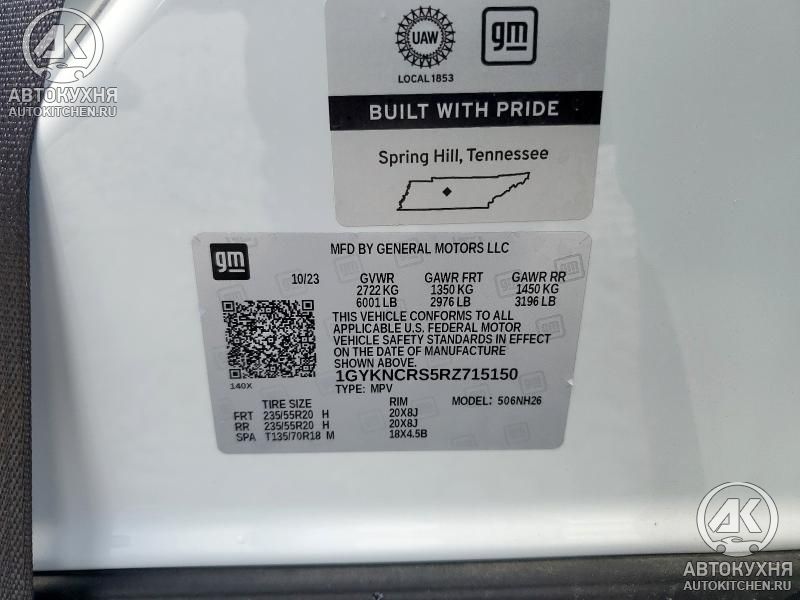 UAW
gm
LOCAL 1853
BUILT WITH PRIDE
Spring Hill, Tennessee
АК
АВТОКУХНЯ
AUTOKITCHEN.RU
gm
MFD BY GENERAL MOTORS LLC
10/23 GVWR GAWR FRT GAWR RR
2722 KG 1350 KG 1450 KG
6001 LB 2976 LB 3196 LB
THIS VEHICLE CONFORMS TO ALL
APPLICABLE U.S. FEDERAL MOTOR
VEHICLE SAFETY STANDARDS IN EFFECT
ON THE DATE OF MANUFACTURE
SHOWN ABOVE.
1GYKNCRS5RZ715150
140X
TYPE: MPV
TIRE SIZE RIM MODEL: 506NH26
FRT 235/55R20 H 20X8J
RR 235/55R20 H 20X8J
SPA T135/70R18 M 18X4.5B
АК
АВТОКУХНЯ
AUTOKITCHEN.RU